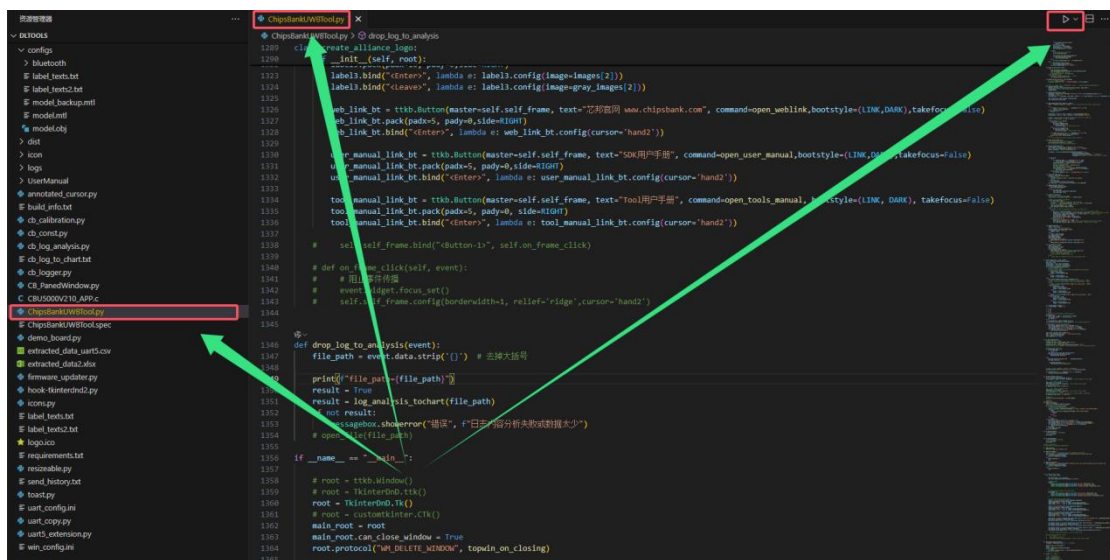 资源管理器
DLTOOLS
configs
bluetooth
label_texts.txt
label_texts2.txt
model_backup.mtl
model.mtl
model.obj
dist
icon
logs
UserManual
annotated_cursor.py
build_info.txt
cb_calibration.py
cb_const.py
cb_log_analysis.py
cb_log_to_chart.txt
cb_logger.py
CB_PanedWindow.py
CBU5000V210_APP.c
ChipsBankUWBTool.py
ChipsBankUWBTool.spec
demo_board.py
extracted_data_uart5.csv
extracted_data2.xlsx
firmware_updater.py
hook-tkinterdnd2.py
icons.py
label_texts.txt
label_texts2.txt
logo.ico
requirements.txt
resizeable.py
send_history.txt
toast.py
uart_config.ini
uart_copy.py
uart5_extension.py
win_config.ini
ChipsBankUWBTool.py
ChipsBankUWBTool.py > drop_log_to_analysis
1289 create_alliance_logo:
1290 __init__(self, root):
1323 label3.bind("<Enter>", lambda e: label3.config(image=images[2]))
1324 label3.bind("<Leave>", lambda e: label3.config(image=gray_images[2]))
1325
1326 web_link_bt = ttkb.Button(master=self.self_frame, text="芯邦官网 www.chipsbank.com", command=open_weblink,bootstyle=(LINK,DARK),takefocus=False)
1327 web_link_bt.pack(padx=5, pady=0,side=RIGHT)
1328 web_link_bt.bind("<Enter>", lambda e: web_link_bt.config(cursor='hand2'))
1329
1330 user_manual_link_bt = ttkb.Button(master=self.self_frame, text="SDK用户手册", command=open_user_manual,bootstyle=(LINK,DARK),takefocus=False)
1331 user_manual_link_bt.pack(padx=5, pady=0,side=RIGHT)
1332 user_manual_link_bt.bind("<Enter>", lambda e: user_manual_link_bt.config(cursor='hand2'))
1333
1334 tool_manual_link_bt = ttkb.Button(master=self.self_frame, text="Tool用户手册", command=open_tools_manual, bootstyle=(LINK, DARK), takefocus=False)
1335 tool_manual_link_bt.pack(padx=5, pady=0, side=RIGHT)
1336 tool_manual_link_bt.bind("<Enter>", lambda e: tool_manual_link_bt.config(cursor='hand2'))
1337
1338 # self.self_frame.bind("<Button-1>", self.on_frame_click)
1339
1340 # def on_frame_click(self, event):
1341 # # 阻止事件传播
1342 # event.widget.focus_set()
1343 # self.self_frame.config(borderwidth=1, relief='ridge',cursor='hand2')
1344
1345
1346 def drop_log_to_analysis(event):
1347 file_path = event.data.strip('{}') # 去掉大括号
1348
1349 print(f"file_path={file_path}")
1350 result = True
1351 result = log_analysis_tochart(file_path)
1352 if not result:
1353 messagebox.showerror("错误", f"日志内容分析失败或数据太少")
1354 # open_file(file_path)
1355
1356 if __name__ == "__main__":
1357
1358 # root = ttkb.Window()
1359 # root = TkinterDnD.ttk()
1360 root = TkinterDnD.Tk()
1361 # root = customtkinter.CTk()
1362 main_root = root
1363 main_root.can_close_window = True
1364 root.protocol("WM_DELETE_WINDOW", topwin_on_closing)